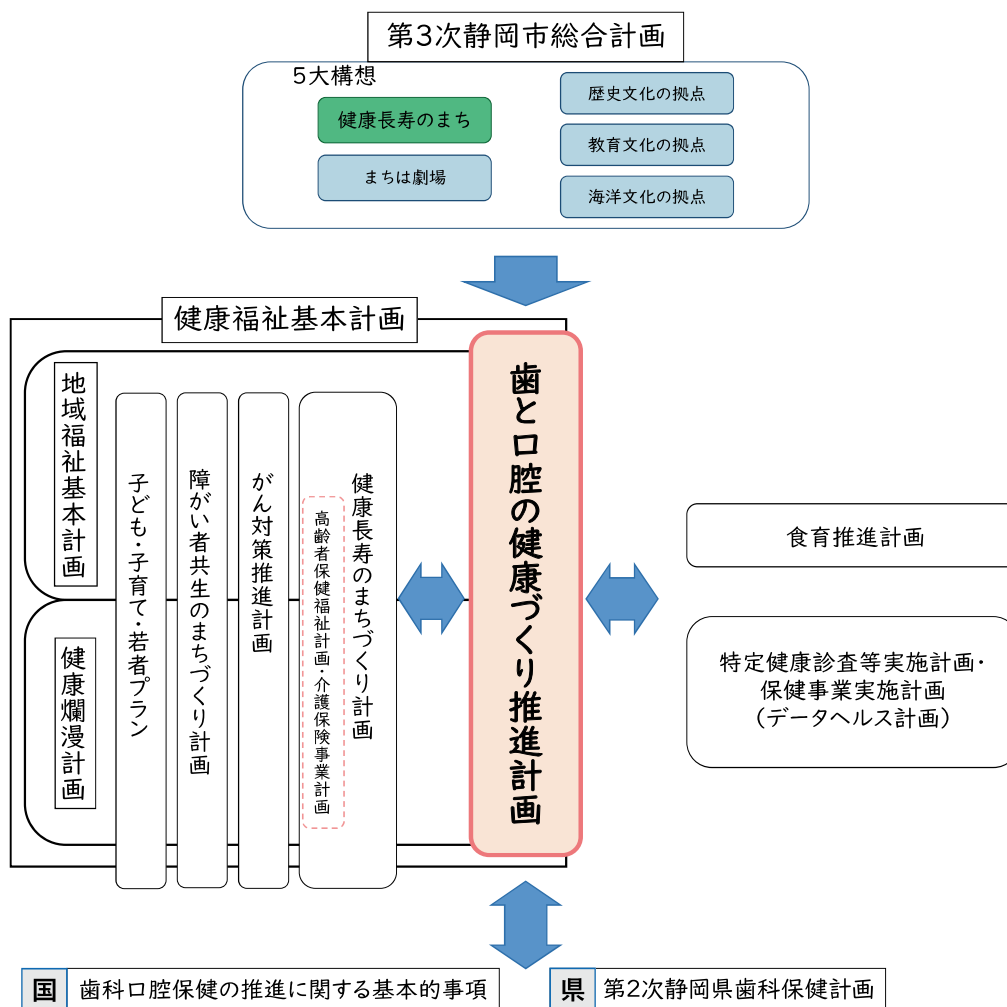 第3次静岡市総合計画
5大構想
健康長寿のまち
まちは劇場
歴史文化の拠点
教育文化の拠点
海洋文化の拠点
健康福祉基本計画
地域福祉基本計画
健康爛漫計画
子ども・子育て・若者プラン
障がい者共生のまちづくり計画
がん対策推進計画
健康長寿のまちづくり計画
高齢者保健福祉計画・介護保険事業計画
歯と口腔の健康づくり推進計画
食育推進計画
特定健康診査等実施計画・
保健事業実施計画
(データヘルス計画)
国 歯科口腔保健の推進に関する基本的事項
県 第2次静岡県歯科保健計画